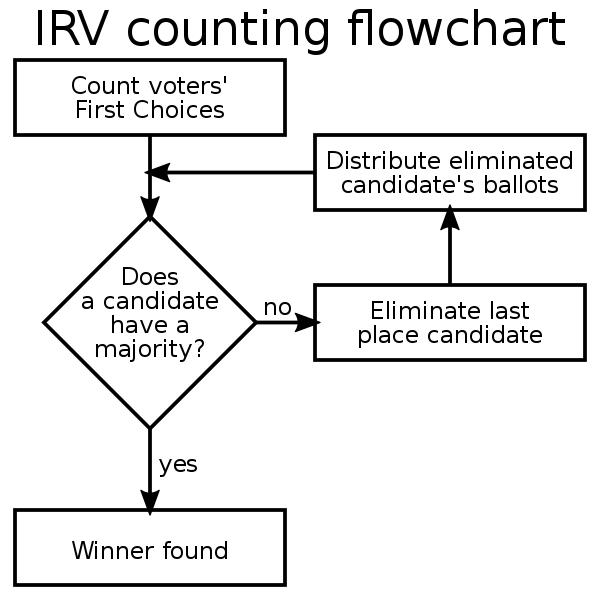 IRV counting flowchart
Count voters'
First Choices
Distribute eliminated
candidate's ballots
Does
a candidate
have a
majority?
no
Eliminate last
place candidate
yes
Winner found